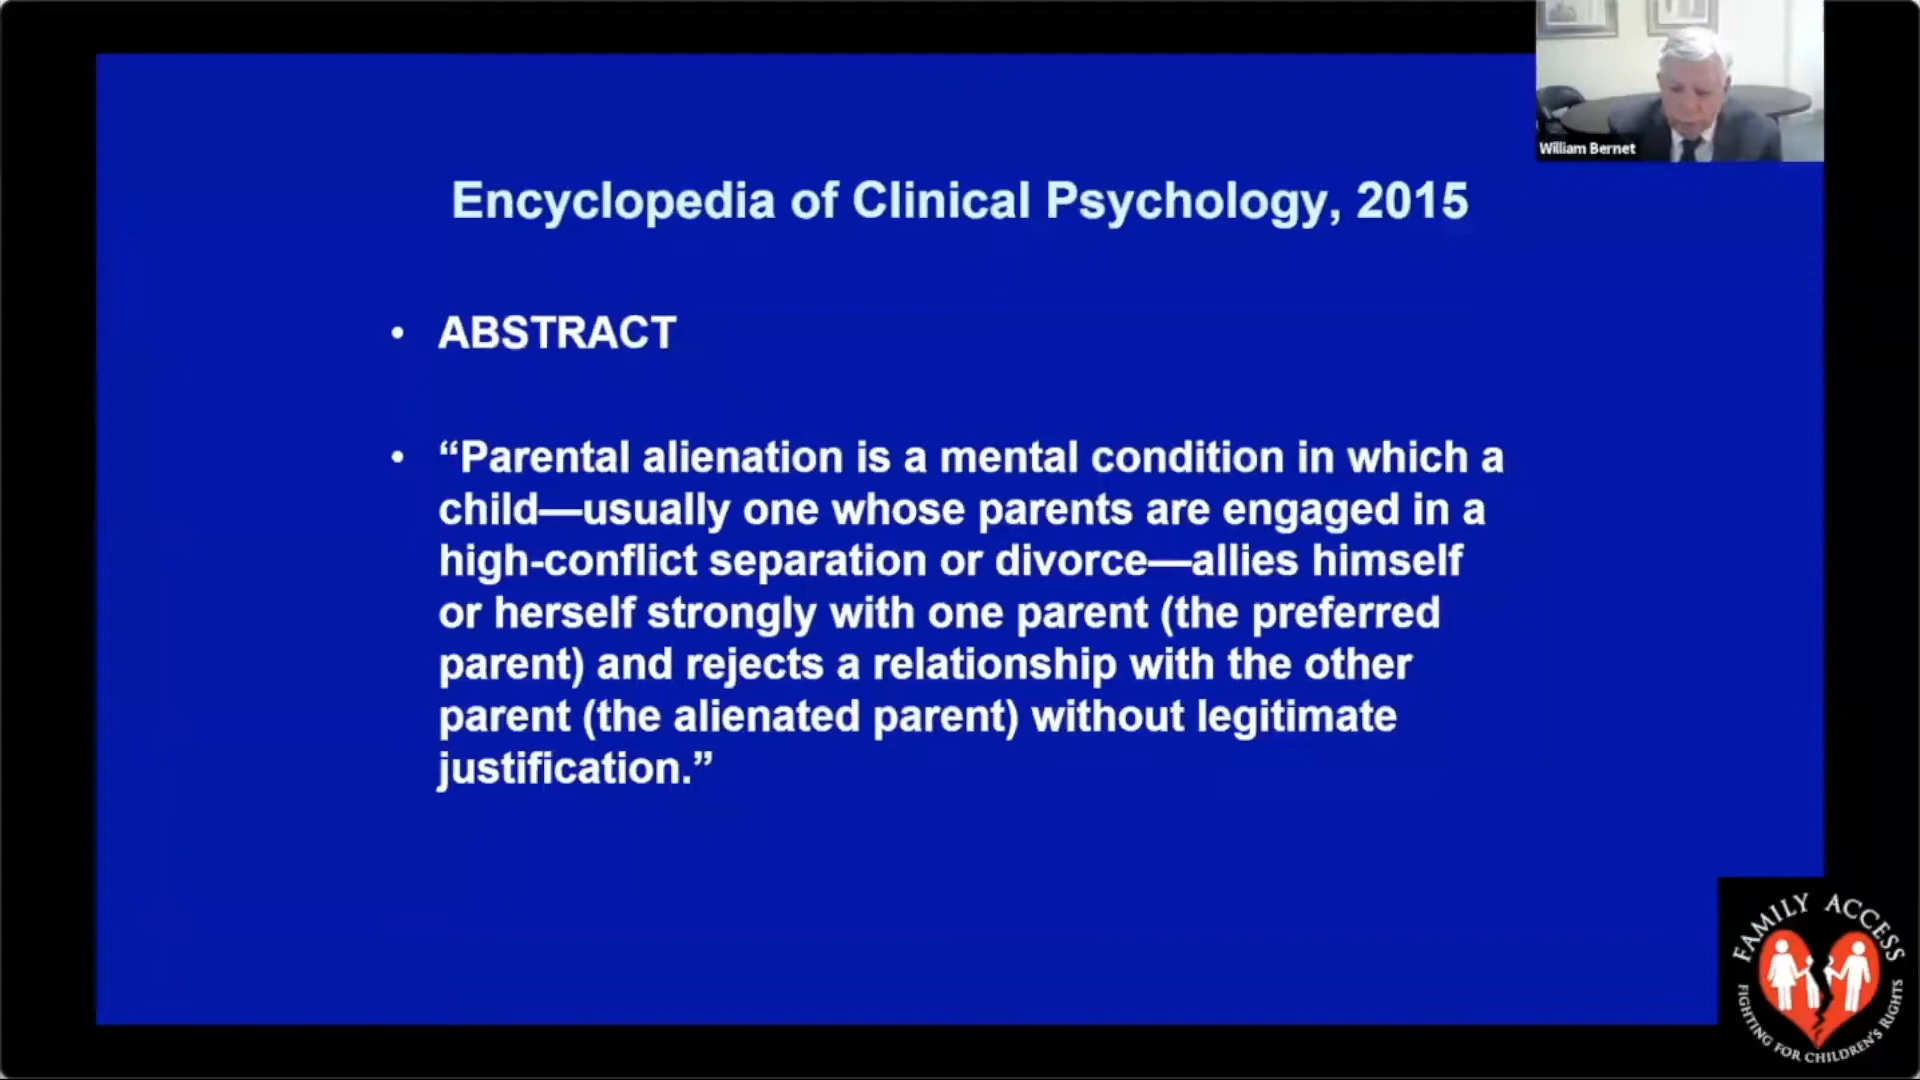 William Bernet
Encyclopedia of Clinical Psychology, 2015
• ABSTRACT
• “Parental alienation is a mental condition in which a
child—usually one whose parents are engaged in a
high-conflict separation or divorce—allies himself
or herself strongly with one parent (the preferred
parent) and rejects a relationship with the other
parent (the alienated parent) without legitimate
justification.”
FAMILY ACCESS
FIGHTING FOR CHILDREN'S RIGHTS